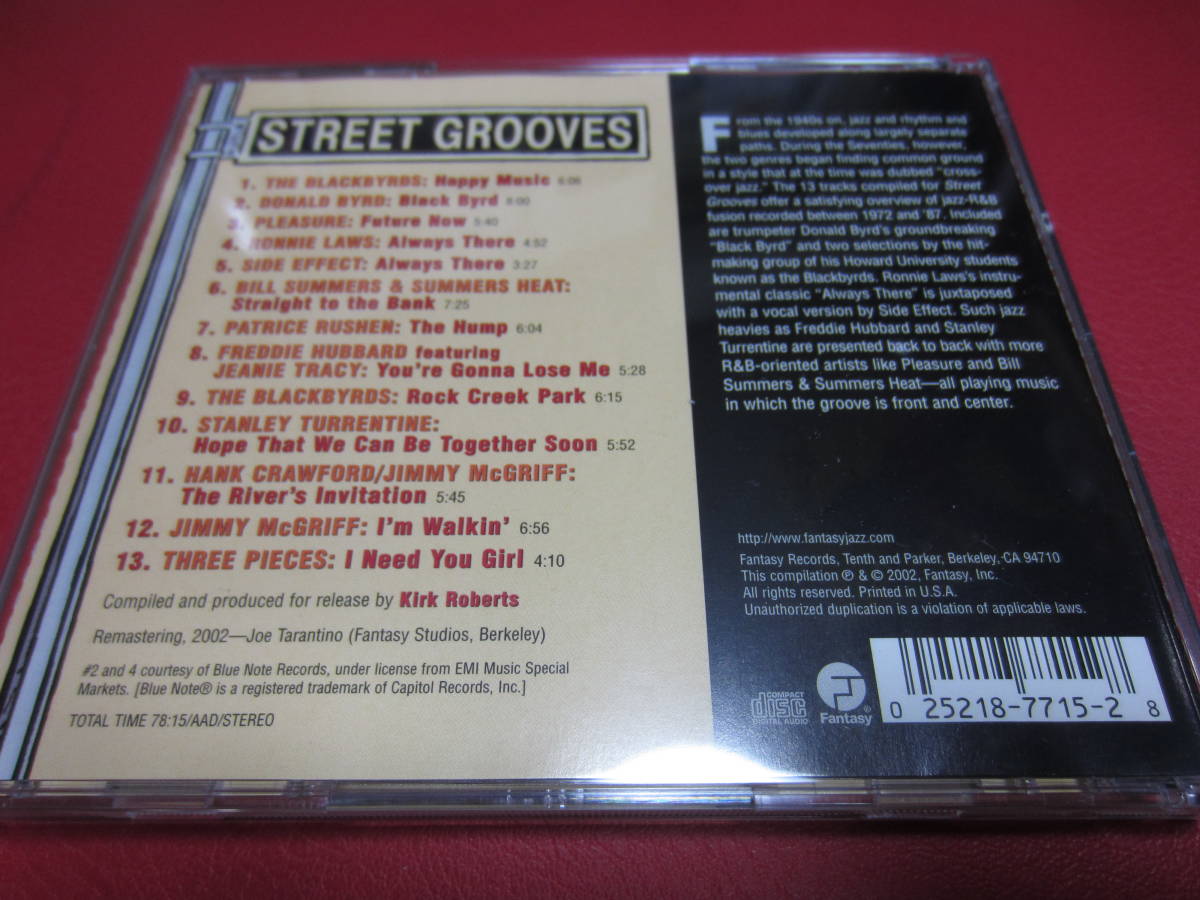 STREET GROOVES
1. THE BLACKBYRDS: Happy Music 6:06
2. DONALD BYRD: Black Byrd 8:00
3. PLEASURE: Future Now 5:40
4. RONNIE LAWS: Always There 4:52
5. SIDE EFFECT: Always There 3:27
6. BILL SUMMERS & SUMMERS HEAT:
Straight to the Bank 7:25
7. PATRICE RUSHEN: The Hump 6:04
8. FREDDIE HUBBARD featuring
JEANIE TRACY: You're Gonna Lose Me 5:28
9. THE BLACKBYRDS: Rock Creek Park 6:15
10. STANLEY TURRENTINE:
Hope That We Can Be Together Soon 5:52
11. HANK CRAWFORD/JIMMY McGRIFF:
The River's Invitation 5:45
12. JIMMY McGRIFF: I'm Walkin' 6:56
13. THREE PIECES: I Need You Girl 4:10
Compiled and produced for release by Kirk Roberts
Remastering, 2002—Joe Tarantino (Fantasy Studios, Berkeley)
#2 and 4 courtesy of Blue Note Records, under license from EMI Music Special
Markets. [Blue Note® is a registered trademark of Capitol Records, Inc.]
TOTAL TIME 78:15/AAD/STEREO
From the 1940s on, jazz and rhythm and
blues developed along largely separate
paths. During the Seventies, however,
the two genres began finding common ground
in a style that at the time was dubbed "cross-
over jazz." The 13 tracks compiled for Street
Grooves offer a satisfying overview of jazz-R&B
fusion recorded between 1972 and '87. Included
are trumpeter Donald Byrd's groundbreaking
"Black Byrd" and two selections by the hit-
making group of his Howard University students
known as the Blackbyrds. Ronnie Laws's instru-
mental classic "Always There" is juxtaposed
with a vocal version by Side Effect. Such jazz
heavies as Freddie Hubbard and Stanley
Turrentine are presented back to back with more
R&B-oriented artists like Pleasure and Bill
Summers & Summers Heat—all playing music
in which the groove is front and center.
http://www.fantasyjazz.com
Fantasy Records, Tenth and Parker, Berkeley, CA 94710
This compilation ℗ & © 2002, Fantasy, Inc.
All rights reserved. Printed in U.S.A.
Unauthorized duplication is a violation of applicable laws.
COMPACT
disc
DIGITAL AUDIO
Fantasy®
0 25218-7715-2 8